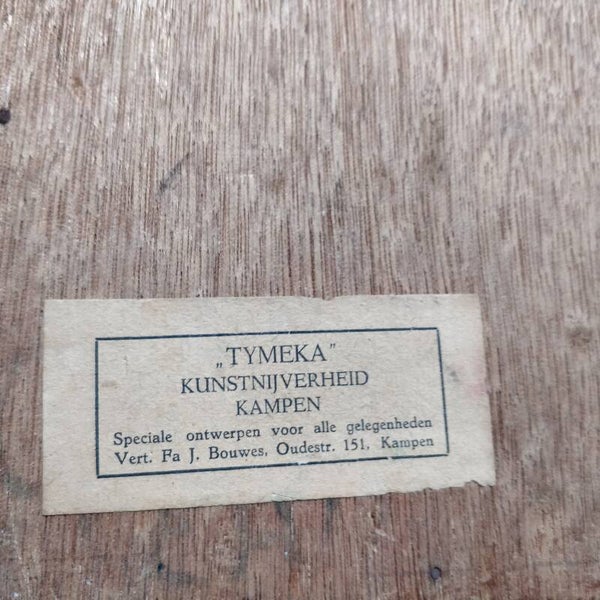 „TYMEKA”
KUNSTNIJVERHEID
KAMPEN
Speciale ontwerpen voor alle gelegenheden
Vert. Fa J. Bouwes, Oudestr. 151, Kampen